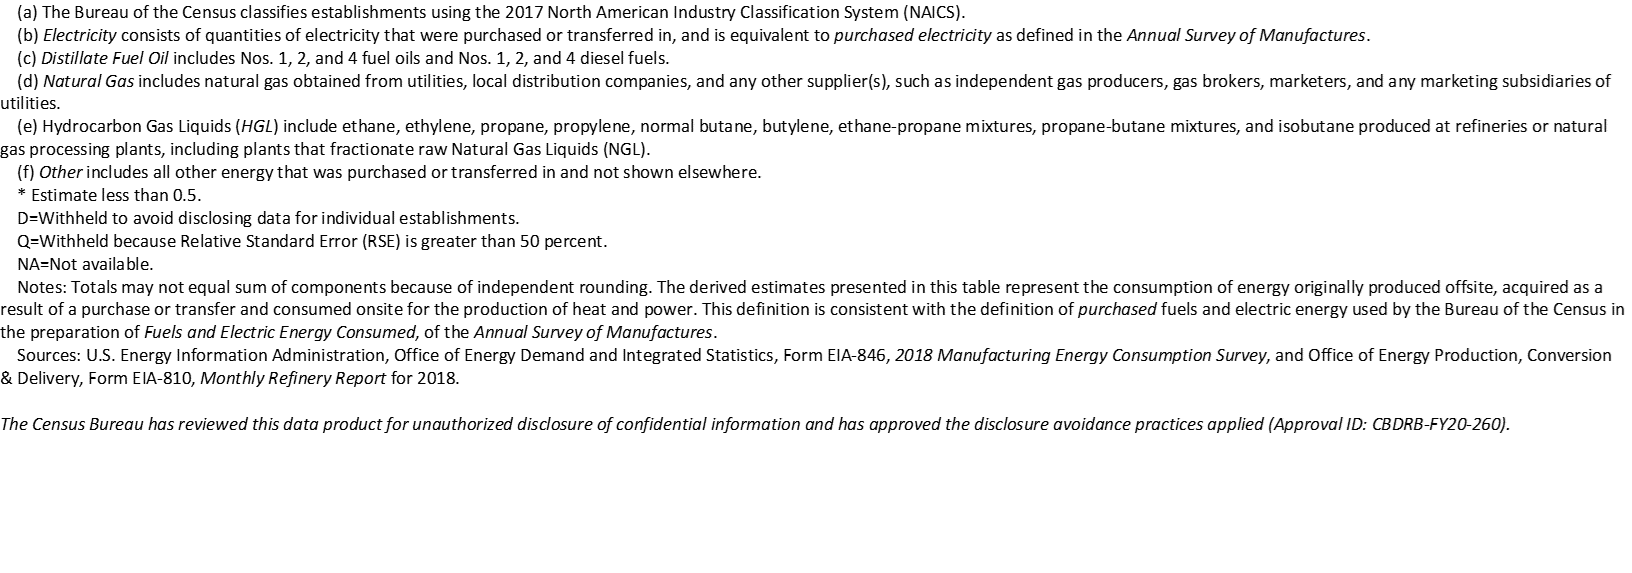 (a) The Bureau of the Census classifies establishments using the 2017 North American Industry Classification System (NAICS).
(b) Electricity consists of quantities of electricity that were purchased or transferred in, and is equivalent to purchased electricity as defined in the Annual Survey of Manufactures.
(c) Distillate Fuel Oil includes Nos. 1, 2, and 4 fuel oils and Nos. 1, 2, and 4 diesel fuels.
(d) Natural Gas includes natural gas obtained from utilities, local distribution companies, and any other supplier(s), such as independent gas producers, gas brokers, marketers, and any marketing subsidiaries of
utilities.
(e) Hydrocarbon Gas Liquids (HGL) include ethane, ethylene, propane, propylene, normal butane, butylene, ethane-propane mixtures, propane-butane mixtures, and isobutane produced at refineries or natural
gas processing plants, including plants that fractionate raw Natural Gas Liquids (NGL).
(f) Other includes all other energy that was purchased or transferred in and not shown elsewhere.
* Estimate less than 0.5.
D=Withheld to avoid disclosing data for individual establishments.
Q=Withheld because Relative Standard Error (RSE) is greater than 50 percent.
NA=Not available.
Notes: Totals may not equal sum of components because of independent rounding. The derived estimates presented in this table represent the consumption of energy originally produced offsite, acquired as a
result of a purchase or transfer and consumed onsite for the production of heat and power. This definition is consistent with the definition of purchased fuels and electric energy used by the Bureau of the Census in
the preparation of Fuels and Electric Energy Consumed, of the Annual Survey of Manufactures.
Sources: U.S. Energy Information Administration, Office of Energy Demand and Integrated Statistics, Form EIA-846, 2018 Manufacturing Energy Consumption Survey, and Office of Energy Production, Conversion
& Delivery, Form EIA-810, Monthly Refinery Report for 2018.
The Census Bureau has reviewed this data product for unauthorized disclosure of confidential information and has approved the disclosure avoidance practices applied (Approval ID: CBDRB-FY20-260).